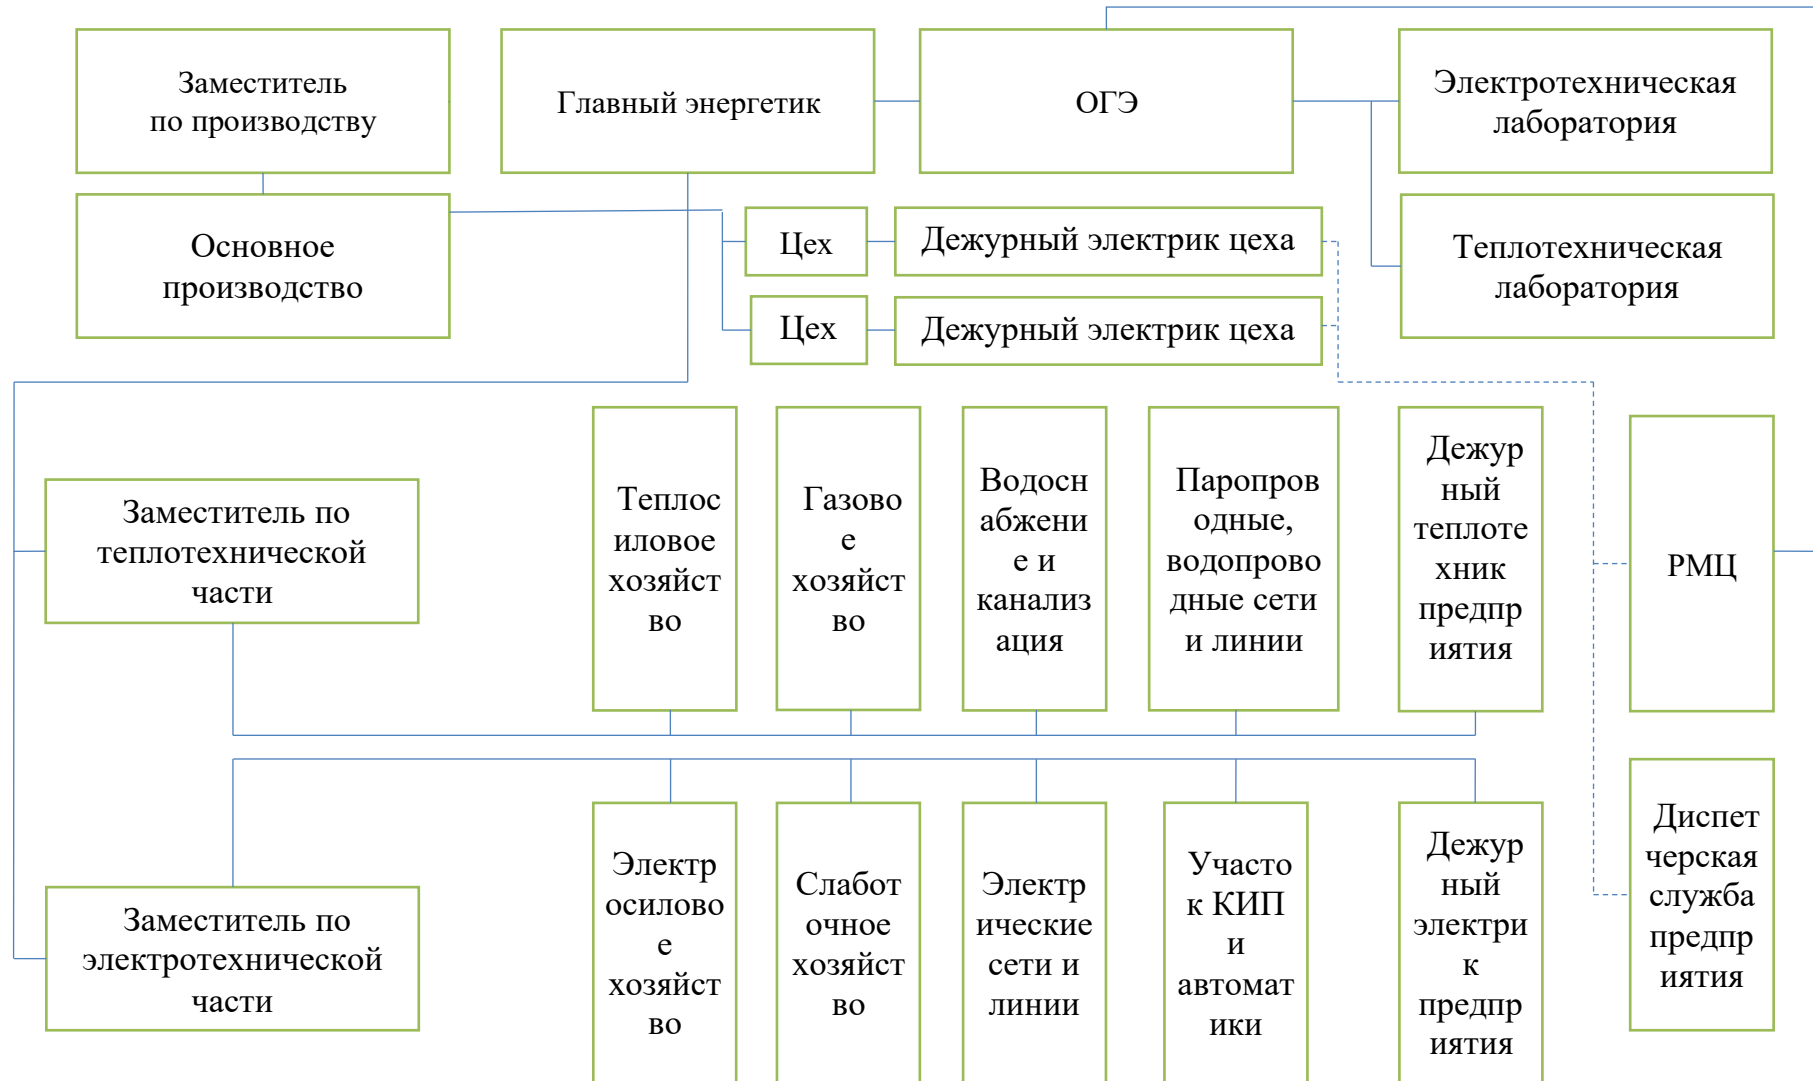 Заместитель
по производству
Главный энергетик
ОГЭ
Электротехническая
лаборатория
Основное
производство
Цех
Дежурный электрик цеха
Теплотехническая
лаборатория
Цех
Дежурный электрик цеха
Заместитель по
теплотехнической
части
Теплос
иловое
хозяйст
во
Газово
е
хозяйст
во
Водосн
абжени
е и
канализ
ация
Паропров
одные,
водопрово
дные сети
и линии
Дежур
ный
теплоте
хник
предпр
иятия
РМЦ
Заместитель по
электротехнической
части
Электр
осилово
е
хозяйст
во
Слабот
очное
хозяйст
во
Электр
ические
сети и
линии
Участо
к КИП
и
автомат
ики
Дежур
ный
электри
к
предпр
иятия
Диспет
черская
служба
предпр
иятия